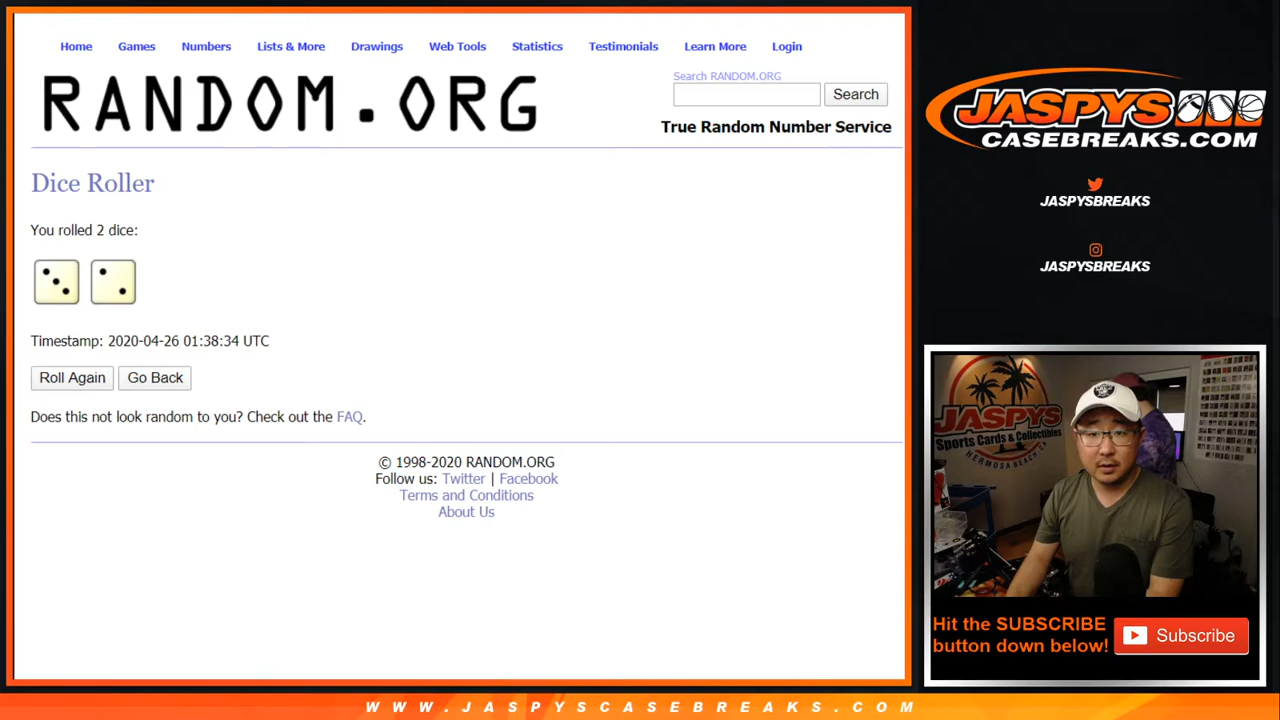 Home Games Numbers Lists & More Drawings Web Tools Statistics Testimonials Learn More Login
RANDOM.ORG
Search RANDOM.ORG
Search
True Random Number Service
Dice Roller
You rolled 2 dice:
Timestamp: 2020-04-26 01:38:34 UTC
Roll Again Go Back
Does this not look random to you? Check out the FAQ.
© 1998-2020 RANDOM.ORG
Follow us: Twitter | Facebook
Terms and Conditions
About Us
JASPYS
CASEBREAKS.COM
JASPYSBREAKS
JASPYSBREAKS
JASPYS
Sports Cards & Collectibles
HERMOSA BEACH CA
Hit the SUBSCRIBE
button down below!
Subscribe
WWW.JASPYSCASEBREAKS.COM